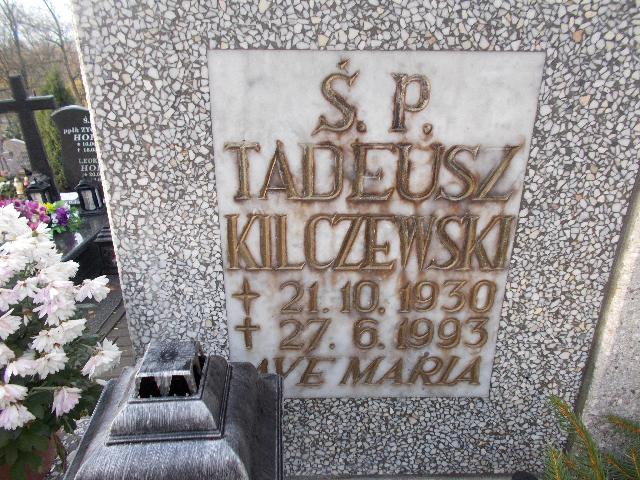 Ś. P.
TADEUSZ
KILCZEWSKI
+ 21.10.1930
† 27.6.1993
AVE MARIA